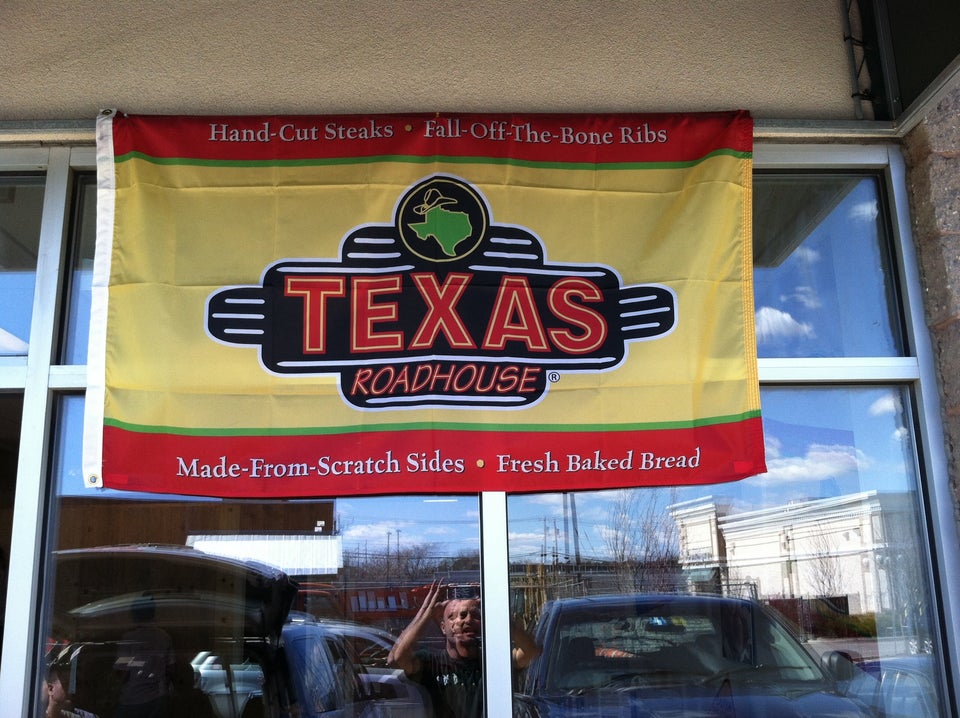 Hand-Cut Steaks • Fall-Off-The-Bone Ribs
TEXAS
ROADHOUSE®
Made-From-Scratch Sides • Fresh Baked Bread